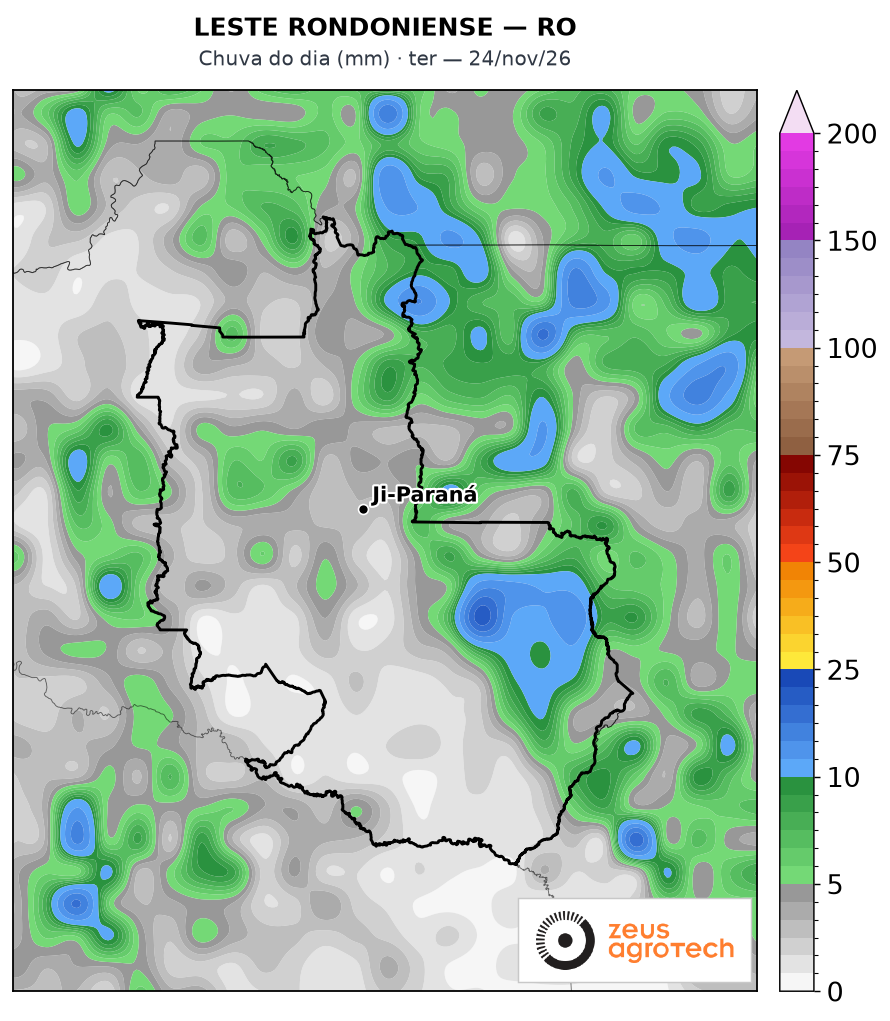 LESTE RONDONIENSE — RO
Chuva do dia (mm) · ter — 24/nov/26
200
150
100
75
50
25
10
5
0
Ji-Paraná
zeus
agrotech